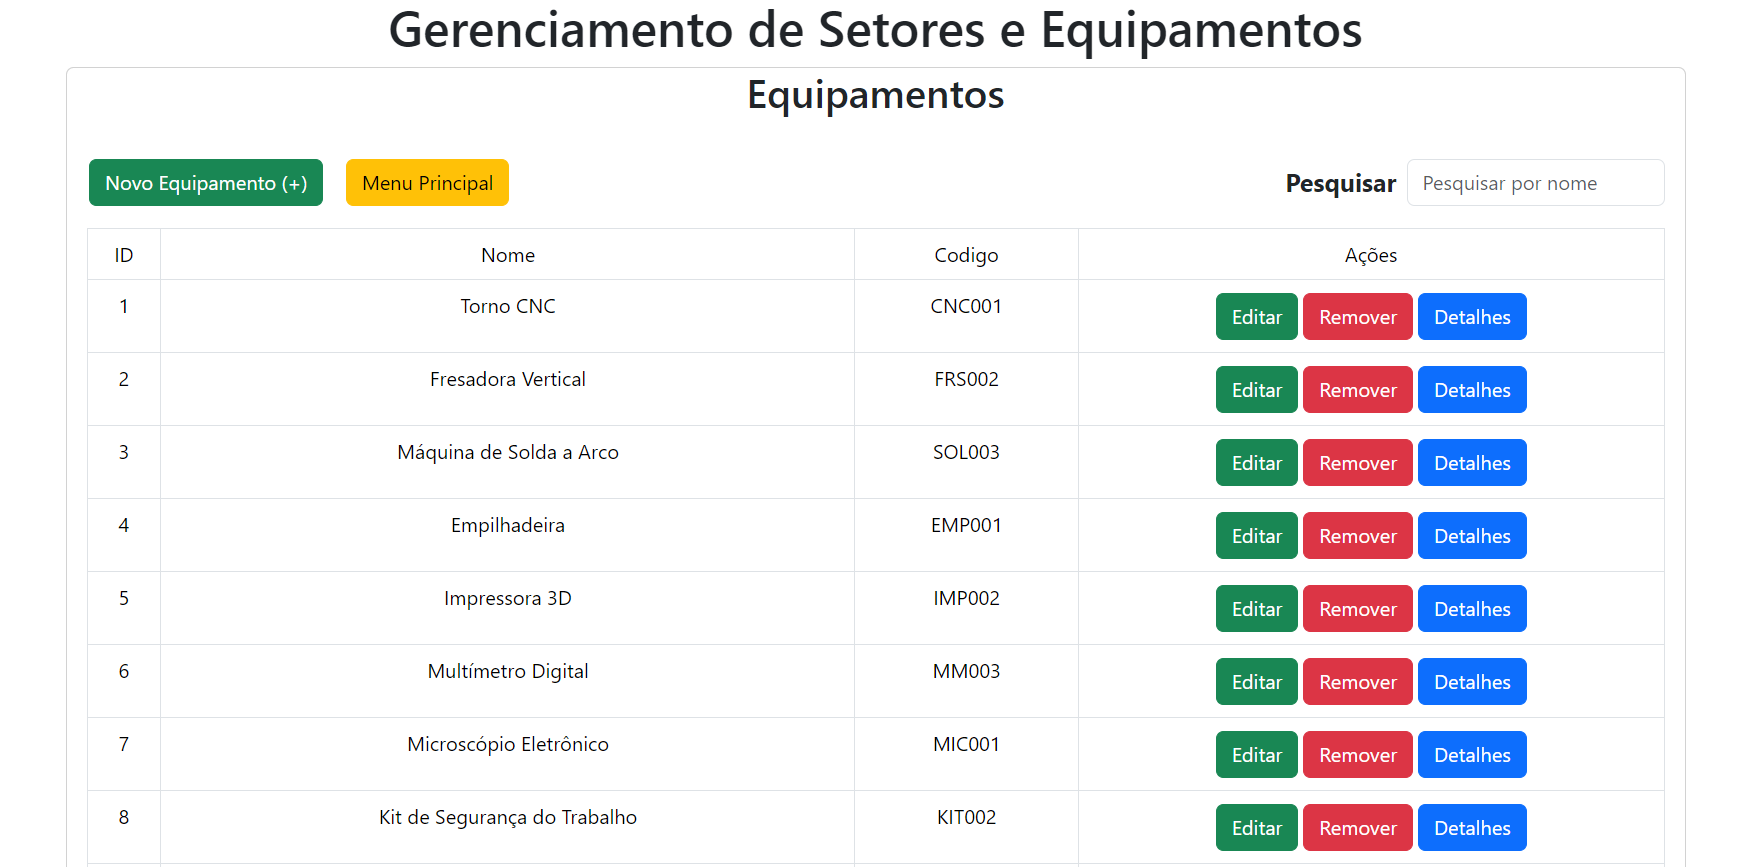 Gerenciamento de Setores e Equipamentos
Equipamentos
Novo Equipamento (+) Menu Principal Pesquisar Pesquisar por nome
ID Nome Codigo Ações
1 Torno CNC CNC001 Editar Remover Detalhes
2 Fresadora Vertical FRS002 Editar Remover Detalhes
3 Máquina de Solda a Arco SOL003 Editar Remover Detalhes
4 Empilhadeira EMP001 Editar Remover Detalhes
5 Impressora 3D IMP002 Editar Remover Detalhes
6 Multímetro Digital MM003 Editar Remover Detalhes
7 Microscópio Eletrônico MIC001 Editar Remover Detalhes
8 Kit de Segurança do Trabalho KIT002 Editar Remover Detalhes